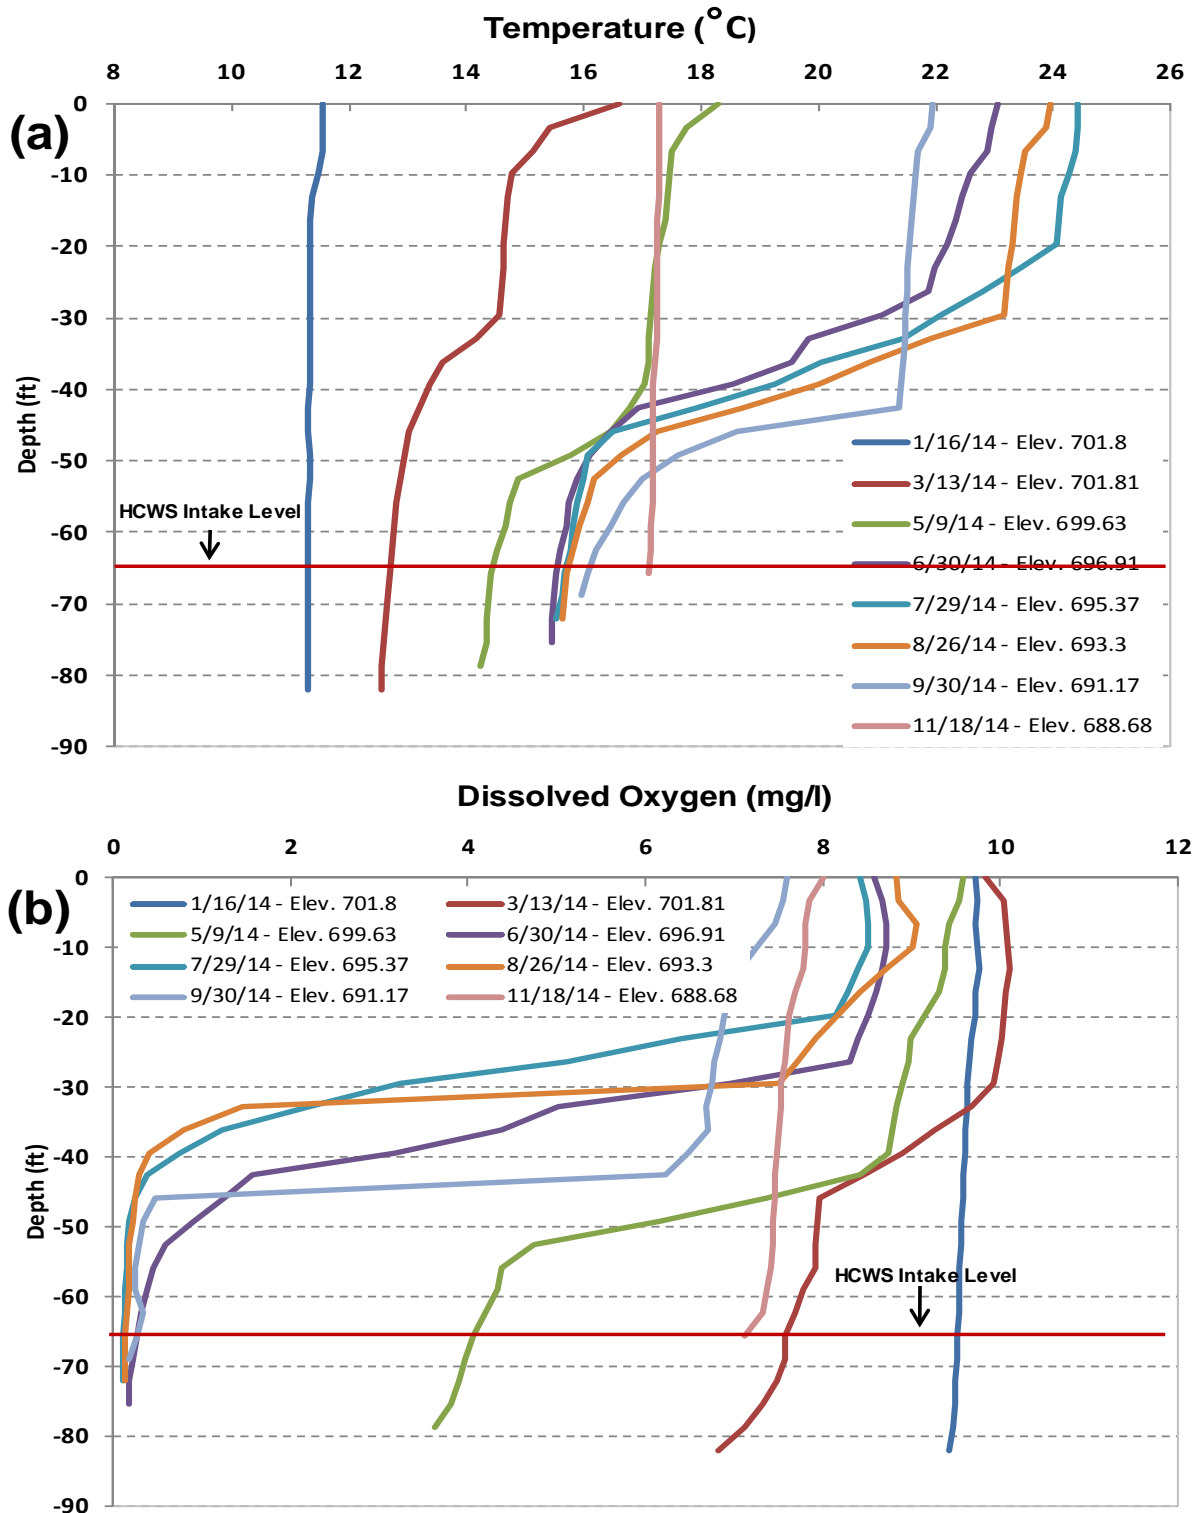 Temperature (°C)
8 10 12 14 16 18 20 22 24 26
(a)
0
-10
-20
-30
-40
-50
-60
-70
-80
-90
Depth (ft)
HCWS Intake Level
1/16/14 - Elev. 701.8
3/13/14 - Elev. 701.81
5/9/14 - Elev. 699.63
6/30/14 - Elev. 696.91
7/29/14 - Elev. 695.37
8/26/14 - Elev. 693.3
9/30/14 - Elev. 691.17
11/18/14 - Elev. 688.68
Dissolved Oxygen (mg/l)
0 2 4 6 8 10 12
(b)
0
-10
-20
-30
-40
-50
-60
-70
-80
-90
Depth (ft)
1/16/14 - Elev. 701.8 3/13/14 - Elev. 701.81
5/9/14 - Elev. 699.63 6/30/14 - Elev. 696.91
7/29/14 - Elev. 695.37 8/26/14 - Elev. 693.3
9/30/14 - Elev. 691.17 11/18/14 - Elev. 688.68
HCWS Intake Level